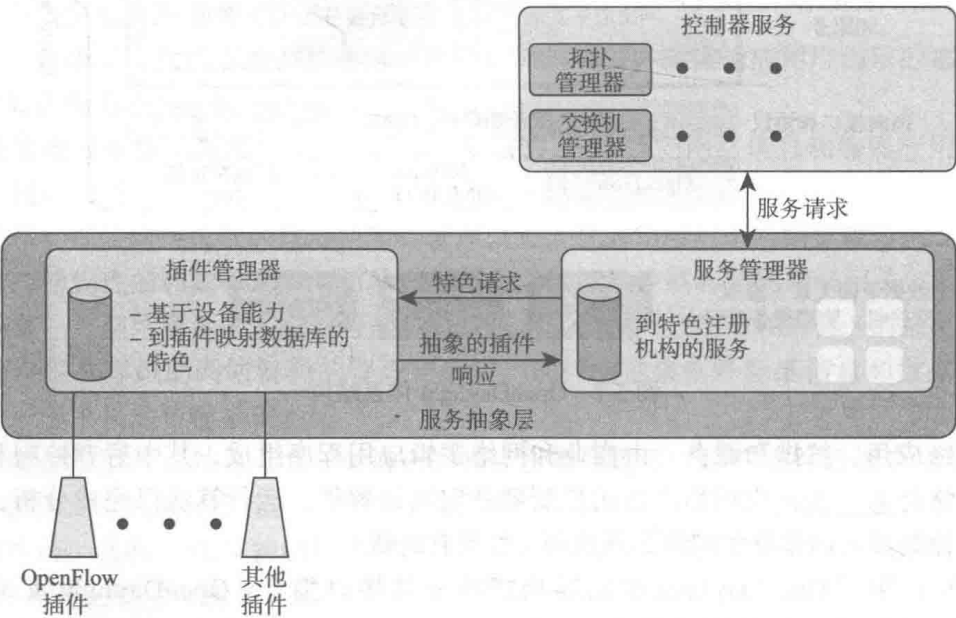 控制器服务
拓扑
管理器
交换机
管理器
服务请求
插件管理器
– 基于设备能力
– 到插件映射数据库的
特色
特色请求
抽象的插件
响应
服务管理器
到特色注册
机构的服务
服务抽象层
OpenFlow
插件
其他
插件